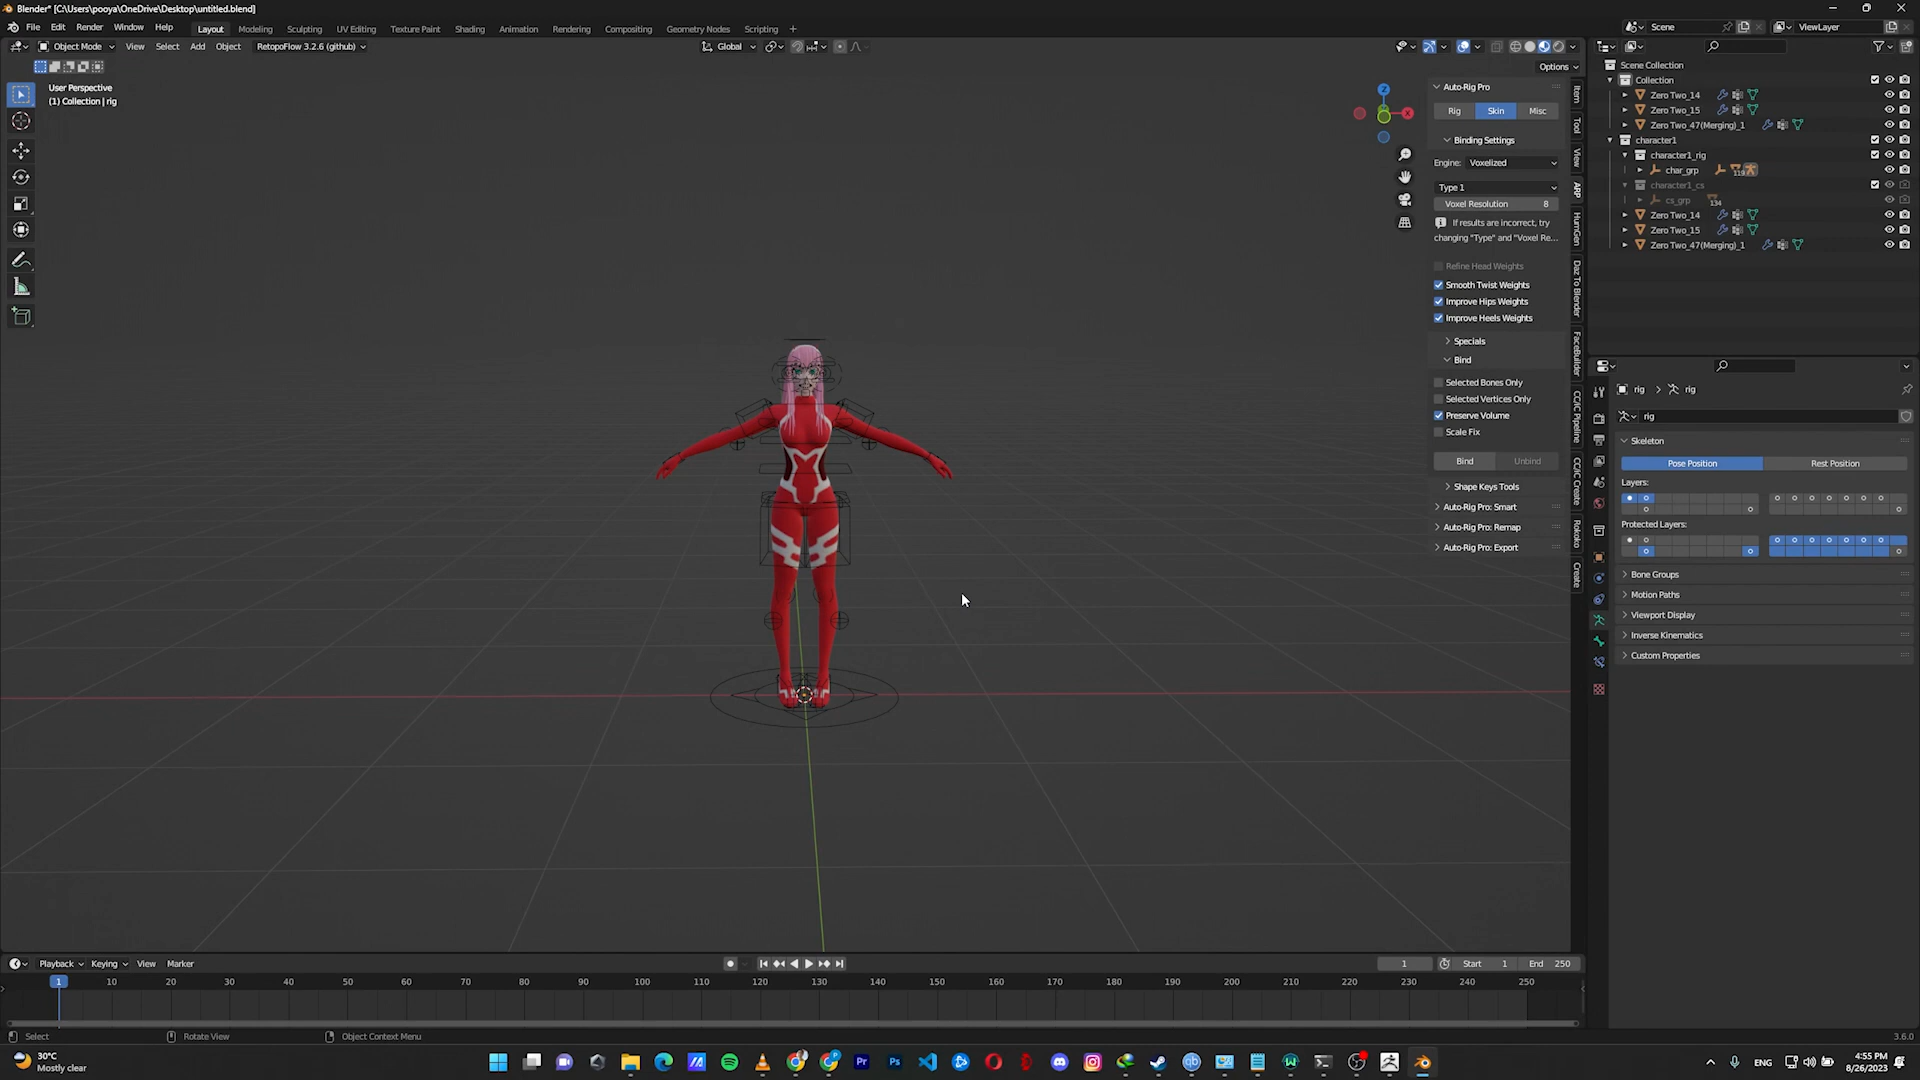 Blender* [C:\Users\pooya\OneDrive\Desktop\untitled.blend]
File Edit Render Window Help Layout Modeling Sculpting UV Editing Texture Paint Shading Animation Rendering Compositing Geometry Nodes Scripting +
Scene ViewLayer
Object Mode View Select Add Object RetopoFlow 3.2.6 (github) Global
Options
User Perspective
(1) Collection | rig
Z
X
Auto-Rig Pro
Rig Skin Misc
Binding Settings
Engine: Voxelized
Type 1
Voxel Resolution 8
If results are incorrect, try
changing "Type" and "Voxel Re...
Refine Head Weights
Smooth Twist Weights
Improve Hips Weights
Improve Heels Weights
Specials
Bind
Selected Bones Only
Selected Vertices Only
Preserve Volume
Scale Fix
Bind Unbind
Shape Keys Tools
Auto-Rig Pro: Smart
Auto-Rig Pro: Remap
Auto-Rig Pro: Export
Item
Tool
View
ARP
HumGen
Daz To Blender
FaceBuilder
CC/iC Pipeline
CC/iC Create
Rokoko
Create
Scene Collection
Collection
Zero Two_14
Zero Two_15
Zero Two_47(Merging)_1
character1
character1_rig
char_grp 119
character1_cs
cs_grp 134
Zero Two_14
Zero Two_15
Zero Two_47(Merging)_1
rig > rig
rig
Skeleton
Pose Position Rest Position
Layers:
Protected Layers:
Bone Groups
Motion Paths
Viewport Display
Inverse Kinematics
Custom Properties
Playback Keying View Marker 1 Start 1 End 250
1 10 20 30 40 50 60 70 80 90 100 110 120 130 140 150 160 170 180 190 200 210 220 230 240 250
Select Rotate View Object Context Menu 3.6.0
30°C
Mostly clear
Pr Ps
ENG
4:55 PM
8/26/2023